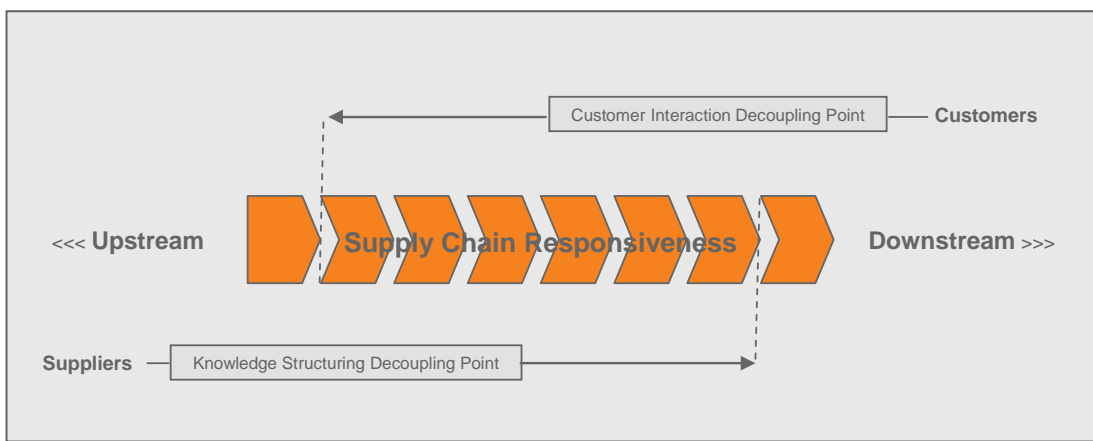 Customer Interaction Decoupling Point
Customers
<<< Upstream
Supply Chain Responsiveness
Downstream >>>
Suppliers
Knowledge Structuring Decoupling Point